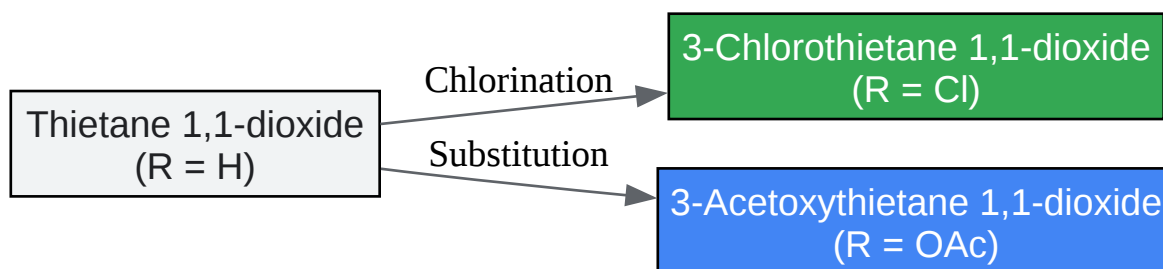 Thietane 1,1-dioxide
(R = H)
Chlorination
Substitution
3-Chlorothietane 1,1-dioxide
(R = Cl)
3-Acetoxythietane 1,1-dioxide
(R = OAc)